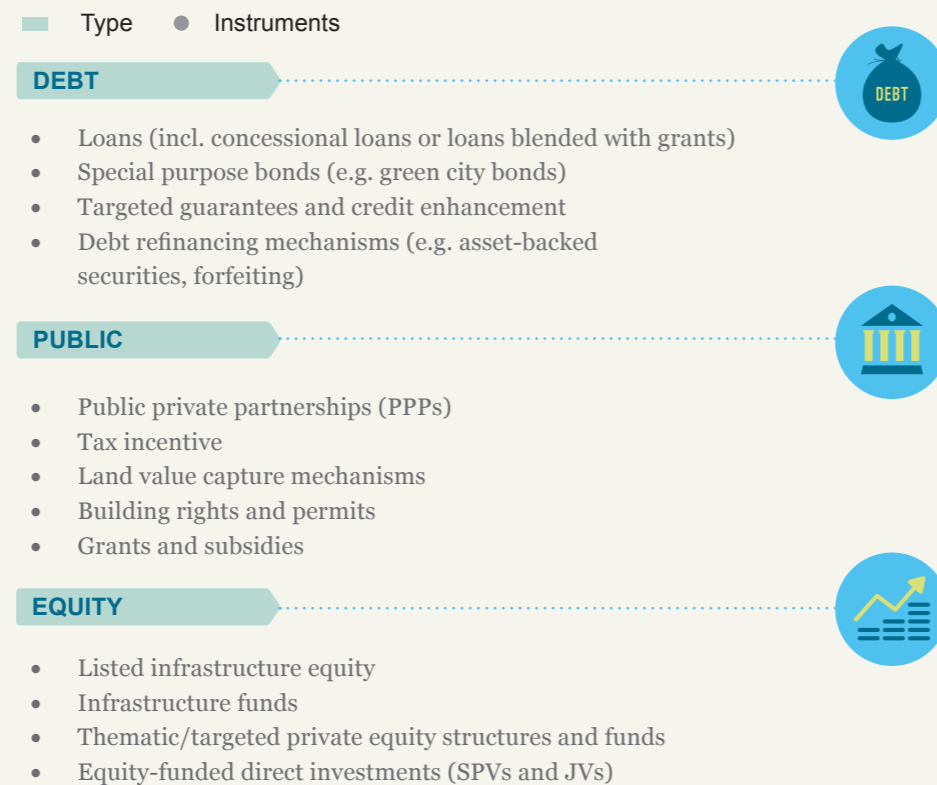 Type Instruments
DEBT
DEBT
• Loans (incl. concessional loans or loans blended with grants)
• Special purpose bonds (e.g. green city bonds)
• Targeted guarantees and credit enhancement
• Debt refinancing mechanisms (e.g. asset-backed
securities, forfeiting)
PUBLIC
• Public private partnerships (PPPs)
• Tax incentive
• Land value capture mechanisms
• Building rights and permits
• Grants and subsidies
EQUITY
• Listed infrastructure equity
• Infrastructure funds
• Thematic/targeted private equity structures and funds
• Equity-funded direct investments (SPVs and JVs)